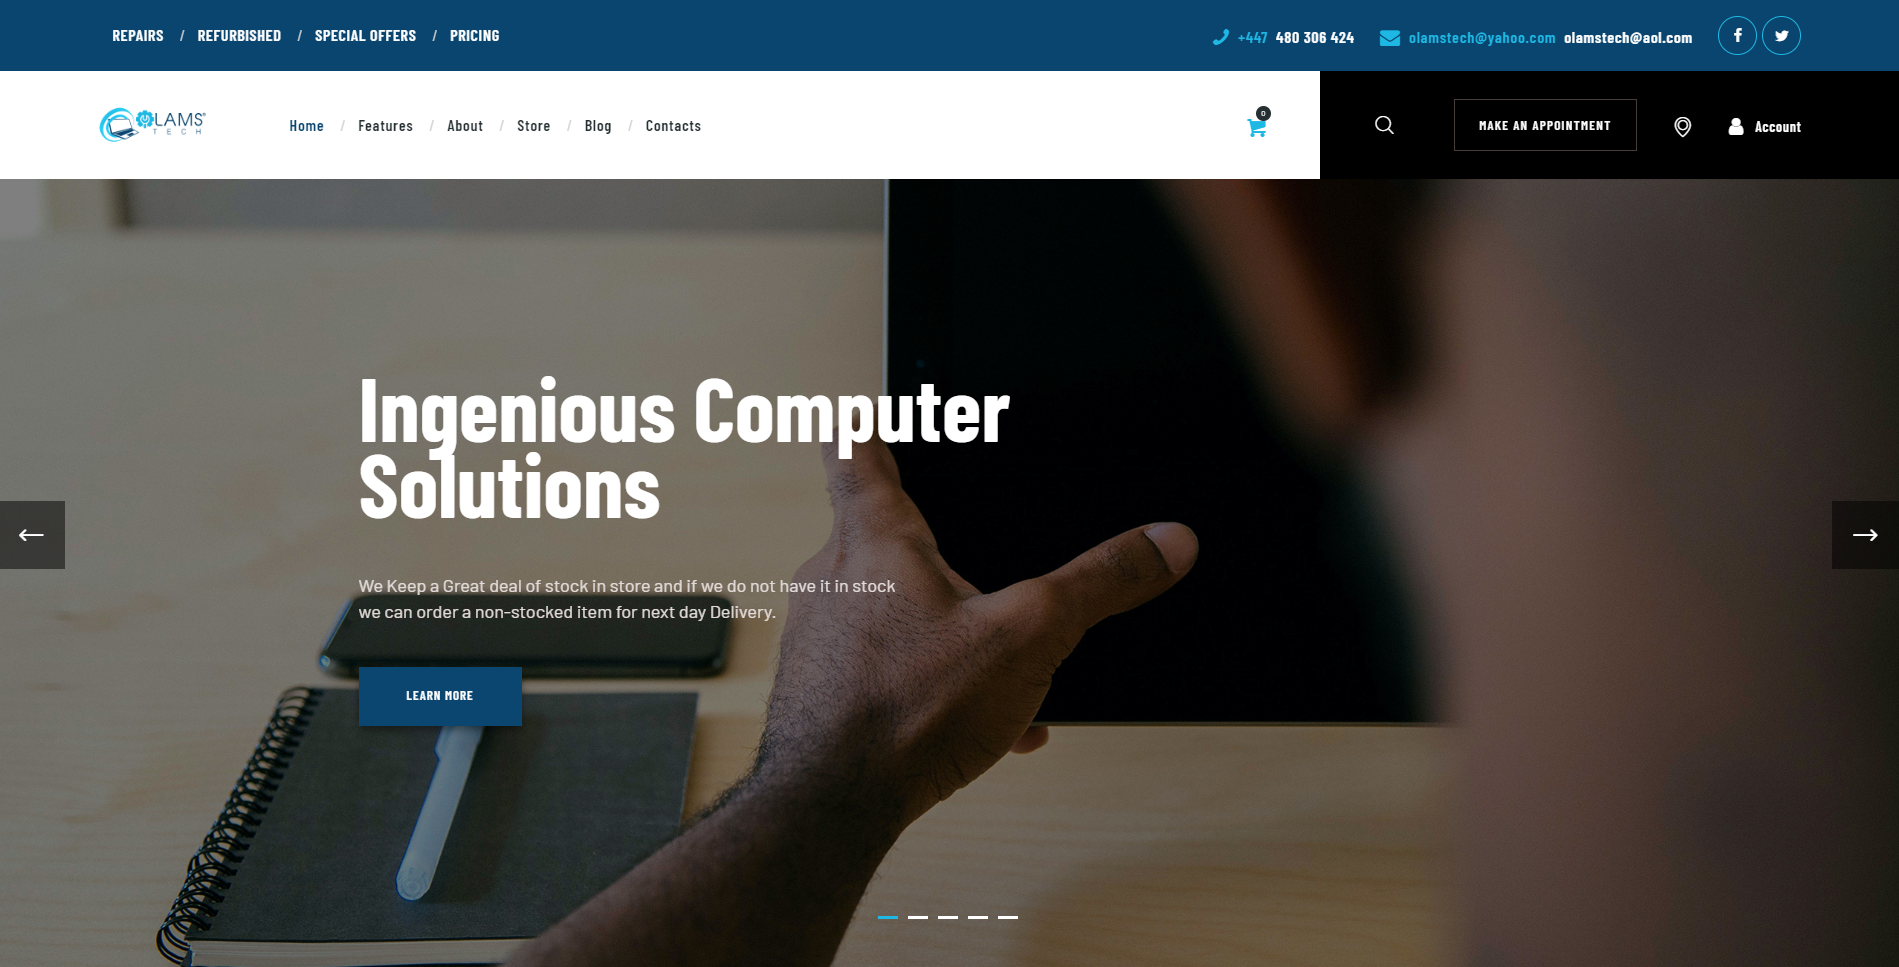 REPAIRS / REFURBISHED / SPECIAL OFFERS / PRICING
+447 480 306 424 olamstech@yahoo.com olamstech@aol.com
OLAMS®
TECH
Home / Features / About / Store / Blog / Contacts
0
MAKE AN APPOINTMENT
Account
Ingenious Computer
Solutions
We Keep a Great deal of stock in store and if we do not have it in stock
we can order a non-stocked item for next day Delivery.
LEARN MORE